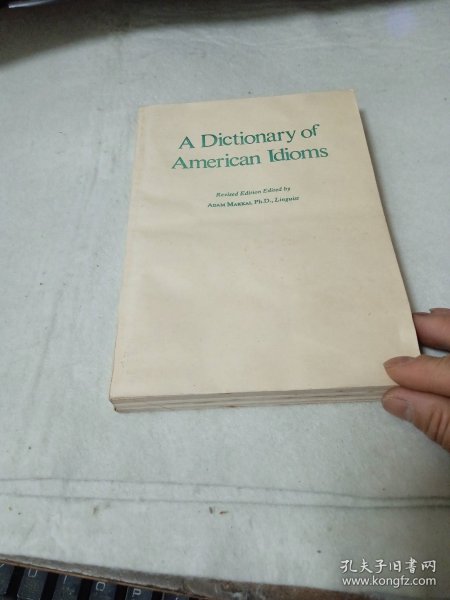 A Dictionary of
American Idioms
Revised Edition Edited by
ADAM MAKKAI, Ph.D., Linguist
孔夫子旧书网
www.kongfz.com